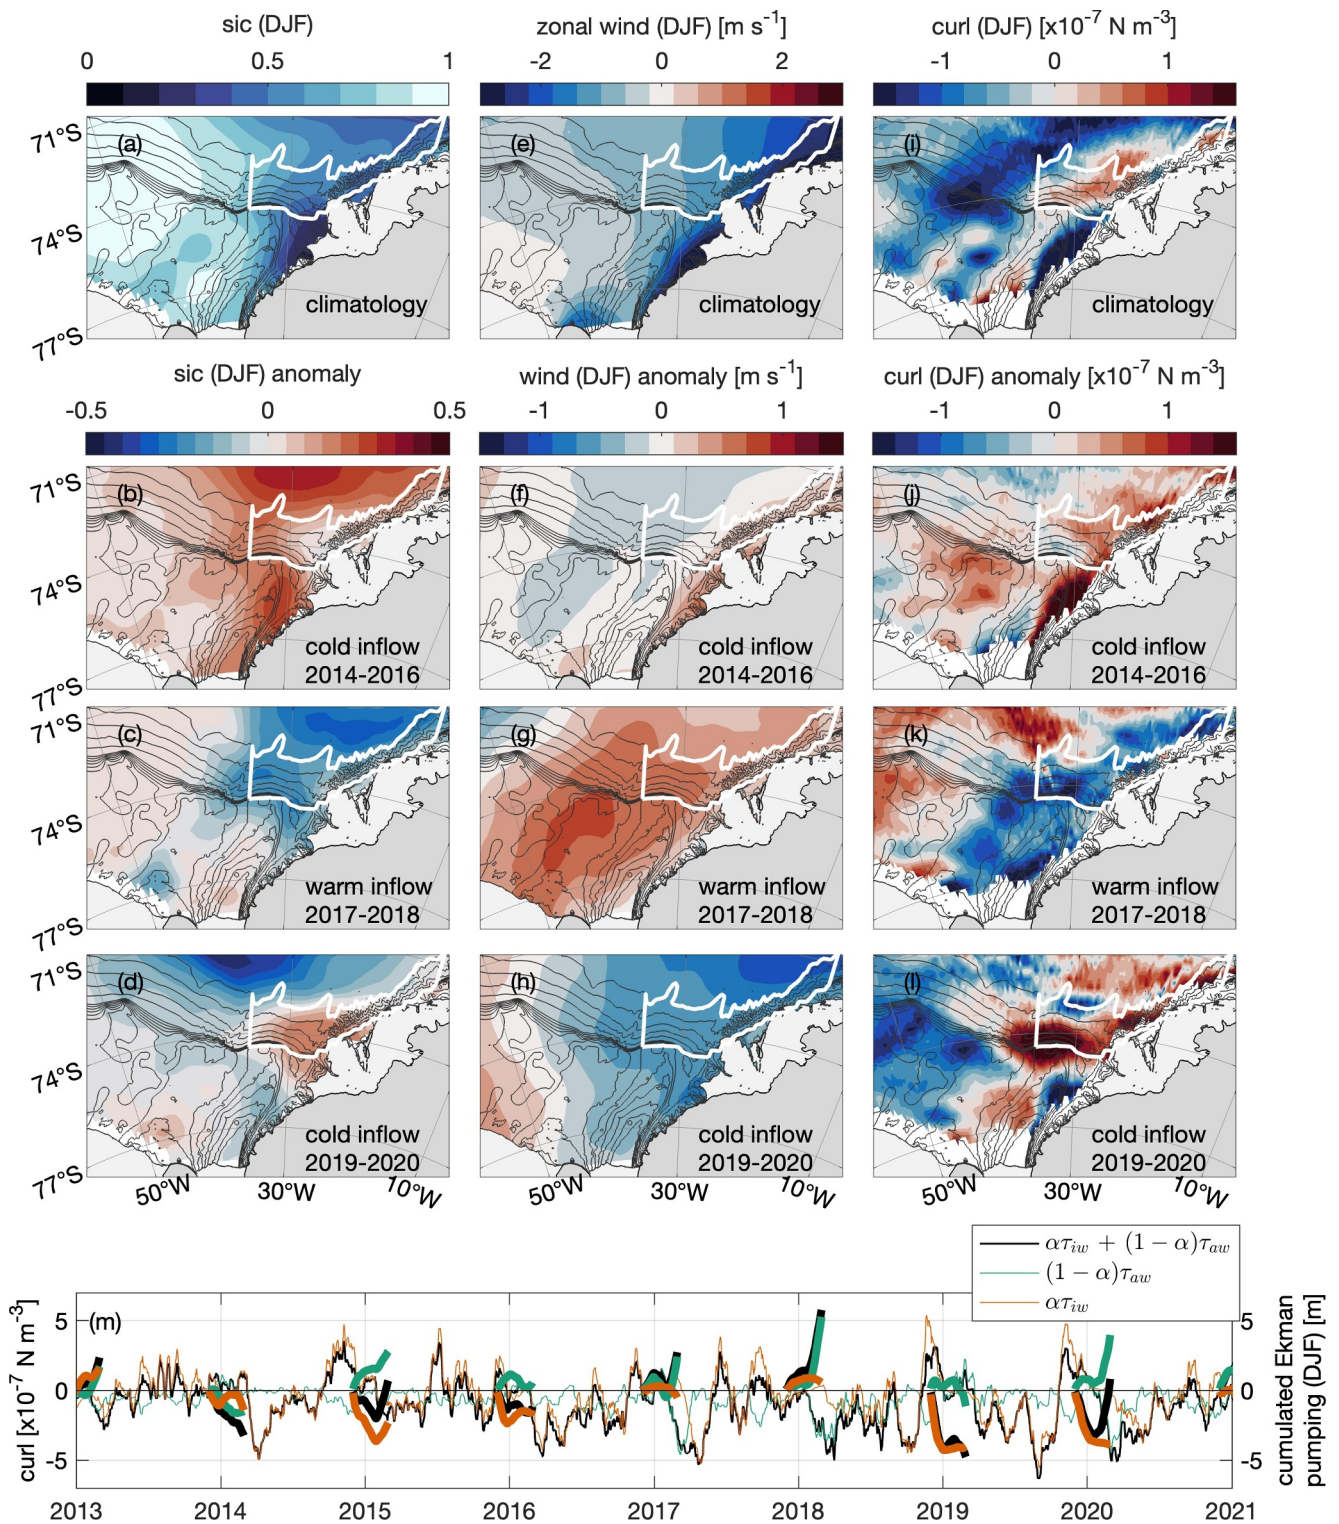 sic (DJF)
zonal wind (DJF) [m s⁻¹]
curl (DJF) [x10⁻⁷ N m⁻³]
0 0.5 1
-2 0 2
-1 0 1
71°S
74°S
77°S
(a)
climatology
(e)
climatology
(i)
climatology
sic (DJF) anomaly
wind (DJF) anomaly [m s⁻¹]
curl (DJF) anomaly [x10⁻⁷ N m⁻³]
-0.5 0 0.5
-1 0 1
-1 0 1
71°S
74°S
77°S
(b)
cold inflow
2014-2016
(f)
cold inflow
2014-2016
(j)
cold inflow
2014-2016
71°S
74°S
77°S
(c)
warm inflow
2017-2018
(g)
warm inflow
2017-2018
(k)
warm inflow
2017-2018
71°S
74°S
77°S
(d)
cold inflow
2019-2020
(h)
cold inflow
2019-2020
(l)
cold inflow
2019-2020
50°W 30°W 10°W
50°W 30°W 10°W
50°W 30°W 10°W
ατ_iw + (1 − α)τ_aw
(1 − α)τ_aw
ατ_iw
(m)
curl [x10⁻⁷ N m⁻³]
5
0
-5
5
0
-5
cumulated Ekman
pumping (DJF) [m]
2013 2014 2015 2016 2017 2018 2019 2020 2021